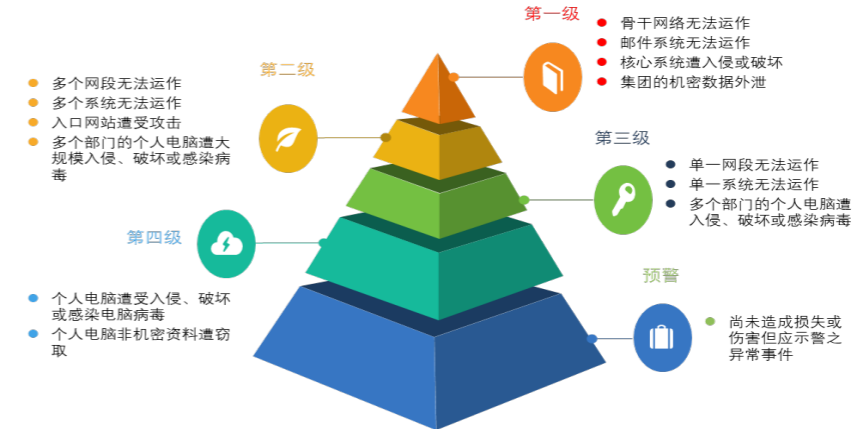 第一级
骨干网络无法运作
邮件系统无法运作
核心系统遭入侵或破坏
集团的机密数据外泄
第二级
多个网段无法运作
多个系统无法运作
入口网站遭受攻击
多个部门的个人电脑遭大
规模入侵、破坏或感染病
毒
第三级
单一网段无法运作
单一系统无法运作
多个部门的个人电脑遭
入侵、破坏或感染病毒
第四级
个人电脑遭受入侵、破坏
或感染电脑病毒
个人电脑非机密资料遭窃
取
预警
尚未造成损失或
伤害但应示警之
异常事件